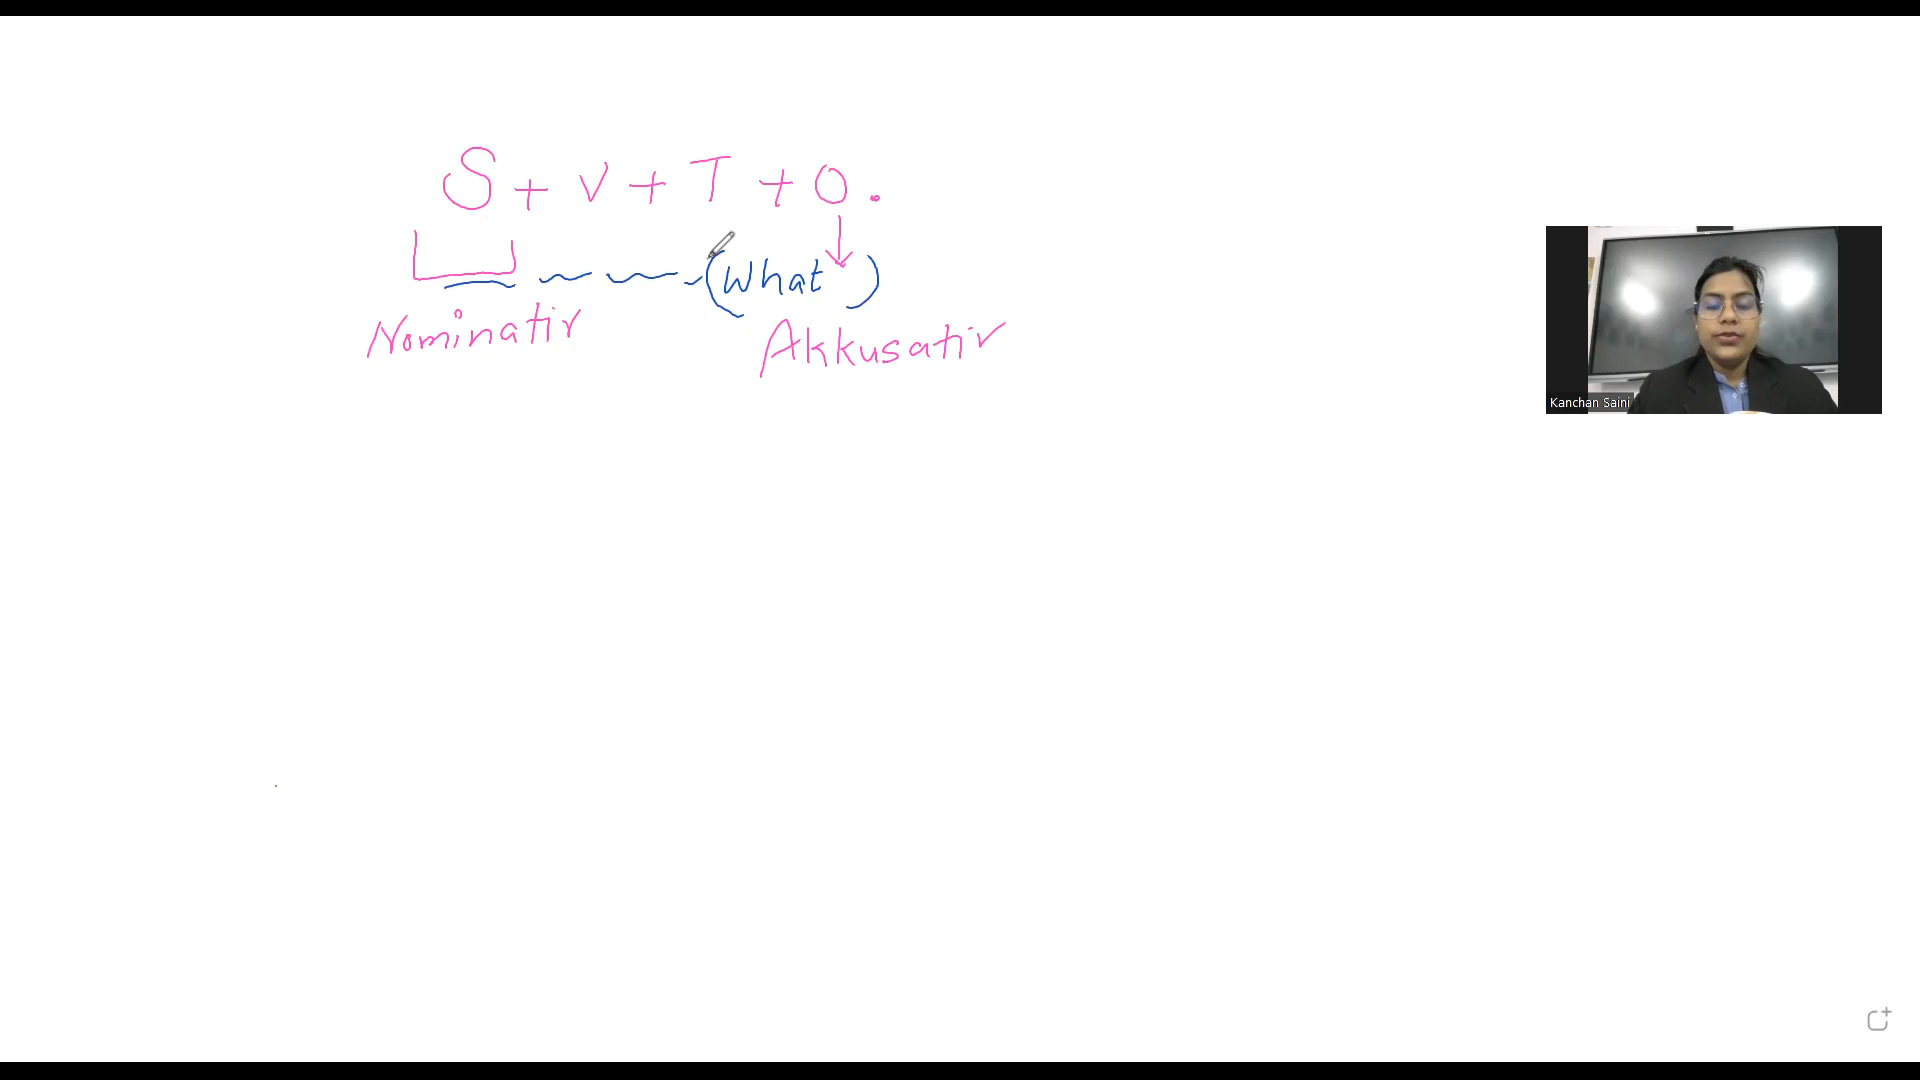 S + V + T + O.
(What)
Nominativ
Akkusativ
Kanchan Saini